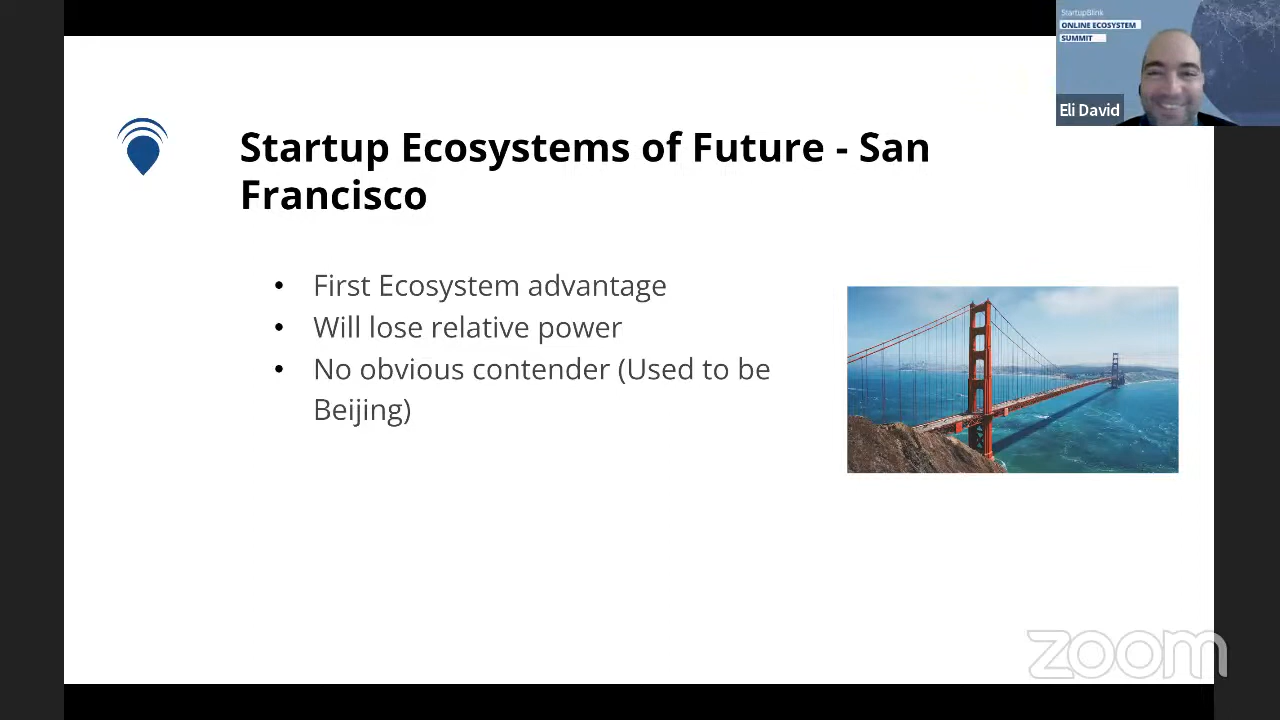 StartupBlink
ONLINE ECOSYSTEM
SUMMIT
Eli David
Startup Ecosystems of Future - San
Francisco
• First Ecosystem advantage
• Will lose relative power
• No obvious contender (Used to be
Beijing)
zoom